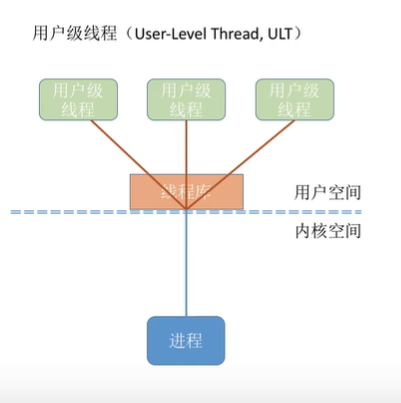 用户级线程（User-Level Thread, ULT）
用户级
线程
用户级
线程
用户级
线程
线程库
用户空间
内核空间
进程